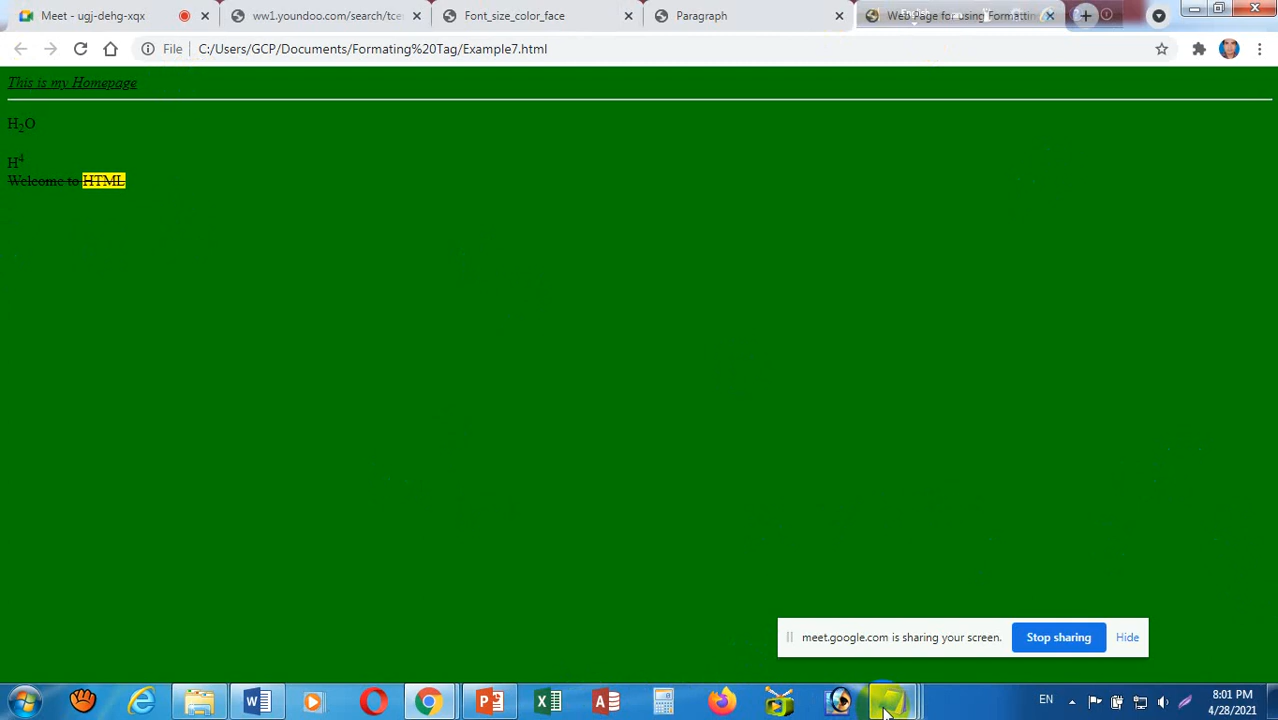 Meet - ugj-dehg-xqx
ww1.youndoo.com/search/tce
Font_size_color_face
Paragraph
Web Page for using Formattin
File
C:/Users/GCP/Documents/Formating%20Tag/Example7.html
This is my Homepage
H₂O
H⁴
Welcome to HTML
meet.google.com is sharing your screen.
Stop sharing
Hide
EN
8:01 PM
4/28/2021